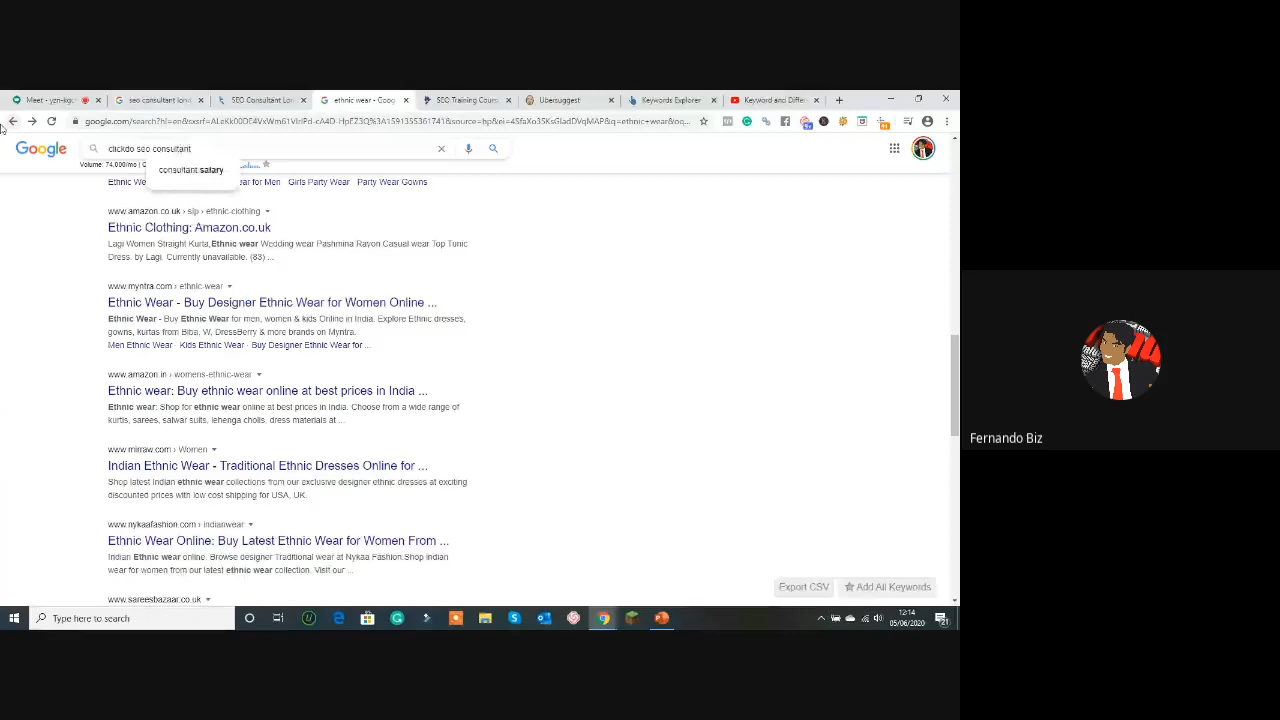 Meet - yzn-ikgu
seo consultant lond
SEO Consultant Lon
ethnic wear - Goog
SEO Training Cours
Ubersuggest
Keywords Explorer
Keyword and Differ
Google
clickdo seo consultant
Volume: 74,000/mo
consultant salary
Girls Party Wear Party Wear Gowns
www.amazon.co.uk › slp › ethnic-clothing
Ethnic Clothing: Amazon.co.uk
Lagi Women Straight Kurta,Ethnic wear Wedding wear Pashmina Rayon Casual wear Top Tunic
Dress. by Lagi. Currently unavailable. (83) ...
www.myntra.com › ethnic-wear
Ethnic Wear - Buy Designer Ethnic Wear for Women Online ...
Ethnic Wear - Buy Ethnic Wear for men, women & kids Online in India. Explore Ethnic dresses,
gowns, kurtas from Biba, W, DressBerry & more brands on Myntra.
Men Ethnic Wear · Kids Ethnic Wear · Buy Designer Ethnic Wear for ...
www.amazon.in › womens-ethnic-wear
Ethnic wear: Buy ethnic wear online at best prices in India ...
Ethnic wear: Shop for ethnic wear online at best prices in India. Choose from a wide range of
kurtis, sarees, salwar suits, lehenga cholis, dress materials at ...
www.mirraw.com › Women
Indian Ethnic Wear - Traditional Ethnic Dresses Online for ...
Shop latest Indian ethnic wear collections from our exclusive designer ethnic dresses at exciting
discounted prices with low cost shipping for USA, UK.
www.nykaafashion.com › indianwear
Ethnic Wear Online: Buy Latest Ethnic Wear for Women From ...
Indian Ethnic wear online. Browse designer Traditional wear at Nykaa Fashion.Shop Indian
wear for women from our latest ethnic wear collection. Visit our ...
www.sareesbazaar.co.uk
Export CSV
Add All Keywords
Type here to search
12:14
05/06/2020
21
Fernando Biz